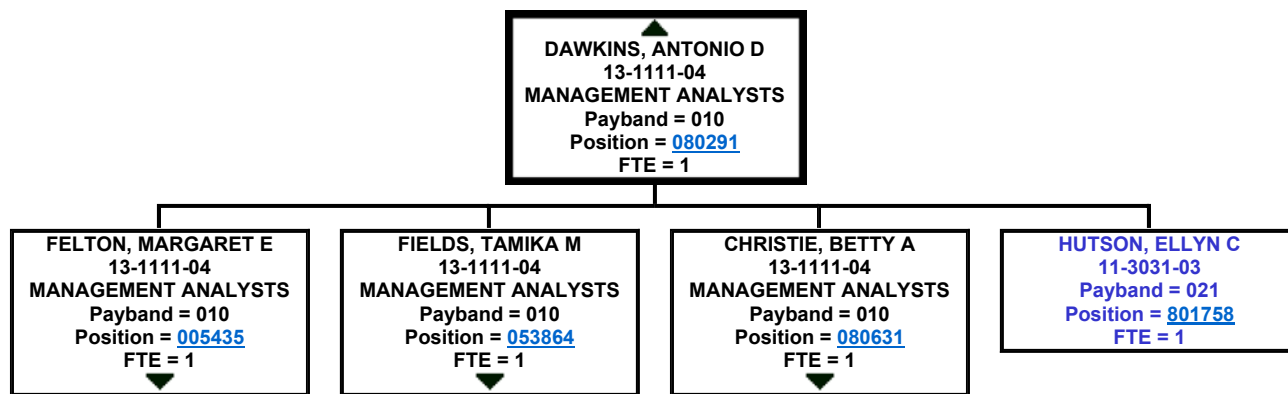 DAWKINS, ANTONIO D
13-1111-04
MANAGEMENT ANALYSTS
Payband = 010
Position = 080291
FTE = 1
FELTON, MARGARET E
13-1111-04
MANAGEMENT ANALYSTS
Payband = 010
Position = 005435
FTE = 1
FIELDS, TAMIKA M
13-1111-04
MANAGEMENT ANALYSTS
Payband = 010
Position = 053864
FTE = 1
CHRISTIE, BETTY A
13-1111-04
MANAGEMENT ANALYSTS
Payband = 010
Position = 080631
FTE = 1
HUTSON, ELLYN C
11-3031-03
Payband = 021
Position = 801758
FTE = 1